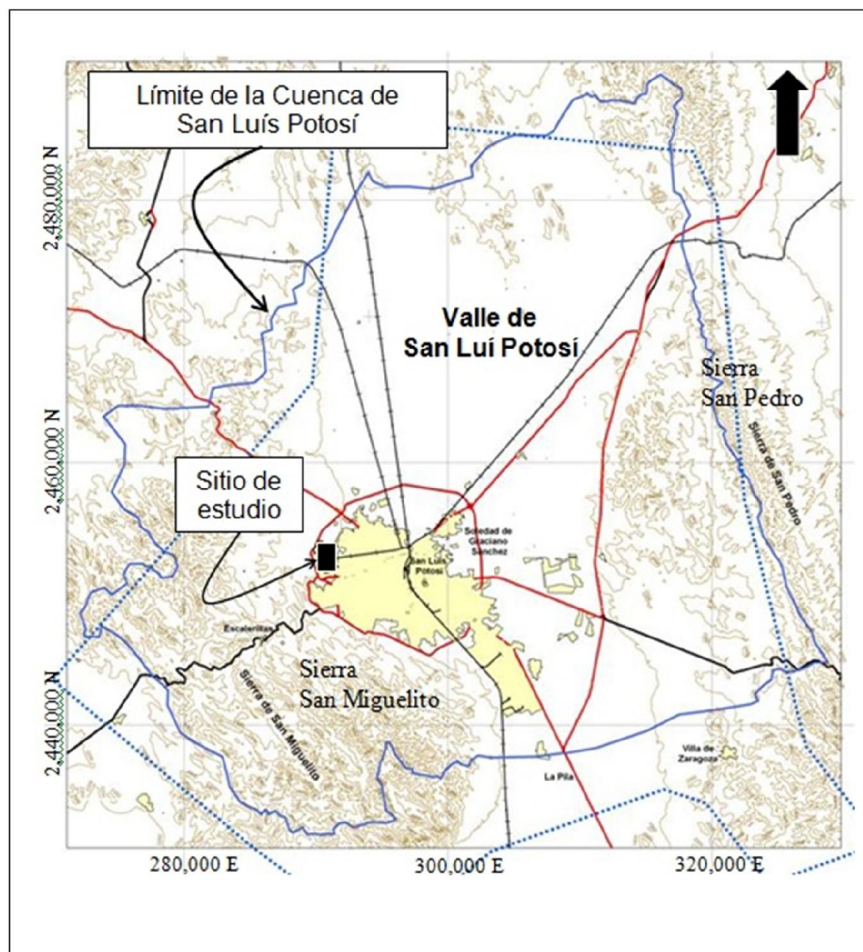 Límite de la Cuenca de
San Luís Potosí
2,480,000 N
Valle de
San Luí Potosí
Sierra
San Pedro
Sierra de San Pedro
2,460,000 N
Sitio de
estudio
Soledad de
Graciano
Sánchez
San Luis
Potosí
Escalerillas
Sierra
San Miguelito
Sierra de San Miguelito
2,440,000 N
Villa de
Zaragoza
La Pila
280,000 E
300,000 E
320,000 E